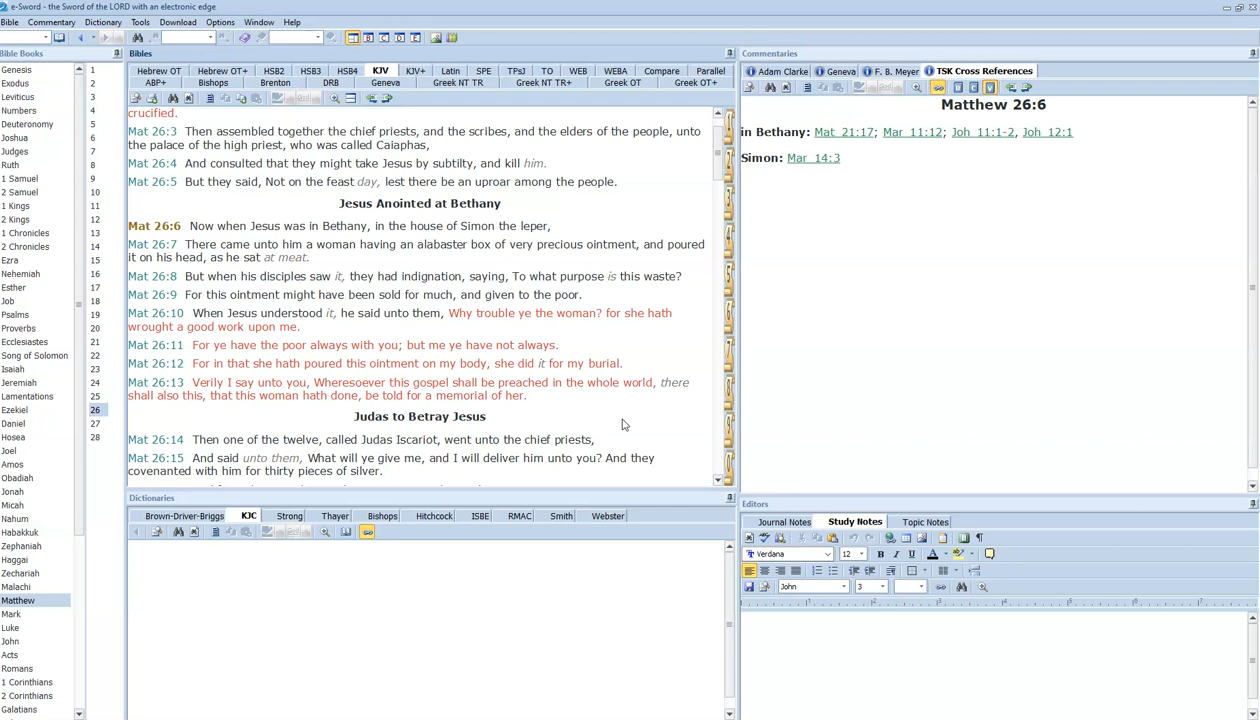 e-Sword - the Sword of the LORD with an electronic edge
Bible Commentary Dictionary Tools Download Options Window Help
B C D E
Bible Books
Genesis
Exodus
Leviticus
Numbers
Deuteronomy
Joshua
Judges
Ruth
1 Samuel
2 Samuel
1 Kings
2 Kings
1 Chronicles
2 Chronicles
Ezra
Nehemiah
Esther
Job
Psalms
Proverbs
Ecclesiastes
Song of Solomon
Isaiah
Jeremiah
Lamentations
Ezekiel
Daniel
Hosea
Joel
Amos
Obadiah
Jonah
Micah
Nahum
Habakkuk
Zephaniah
Haggai
Zechariah
Malachi
Matthew
Mark
Luke
John
Acts
Romans
1 Corinthians
2 Corinthians
Galatians
1
2
3
4
5
6
7
8
9
10
11
12
13
14
15
16
17
18
19
20
21
22
23
24
25
26
27
28
Bibles
Hebrew OT Hebrew OT+ HSB2 HSB3 HSB4 KJV KJV+ Latin SPE TPsJ TO WEB WEBA Compare Parallel
ABP+ Bishops Brenton DRB Geneva Greek NT TR Greek NT TR+ Greek OT Greek OT+
crucified.
Mat 26:3 Then assembled together the chief priests, and the scribes, and the elders of the people, unto
the palace of the high priest, who was called Caiaphas,
Mat 26:4 And consulted that they might take Jesus by subtilty, and kill him.
Mat 26:5 But they said, Not on the feast day, lest there be an uproar among the people.
Jesus Anointed at Bethany
Mat 26:6 Now when Jesus was in Bethany, in the house of Simon the leper,
Mat 26:7 There came unto him a woman having an alabaster box of very precious ointment, and poured
it on his head, as he sat at meat.
Mat 26:8 But when his disciples saw it, they had indignation, saying, To what purpose is this waste?
Mat 26:9 For this ointment might have been sold for much, and given to the poor.
Mat 26:10 When Jesus understood it, he said unto them, Why trouble ye the woman? for she hath
wrought a good work upon me.
Mat 26:11 For ye have the poor always with you; but me ye have not always.
Mat 26:12 For in that she hath poured this ointment on my body, she did it for my burial.
Mat 26:13 Verily I say unto you, Wheresoever this gospel shall be preached in the whole world, there
shall also this, that this woman hath done, be told for a memorial of her.
Judas to Betray Jesus
Mat 26:14 Then one of the twelve, called Judas Iscariot, went unto the chief priests,
Mat 26:15 And said unto them, What will ye give me, and I will deliver him unto you? And they
covenanted with him for thirty pieces of silver.
Dictionaries
Brown-Driver-Briggs KJC Strong Thayer Bishops Hitchcock ISBE RMAC Smith Webster
Commentaries
Adam Clarke Geneva F. B. Meyer TSK Cross References
Matthew 26:6
in Bethany: Mat_21:17; Mar_11:12; Joh_11:1-2, Joh_12:1
Simon: Mar_14:3
Editors
Journal Notes Study Notes Topic Notes
Verdana 12 B I U A
John 3
1 2 3 4 5 6 7